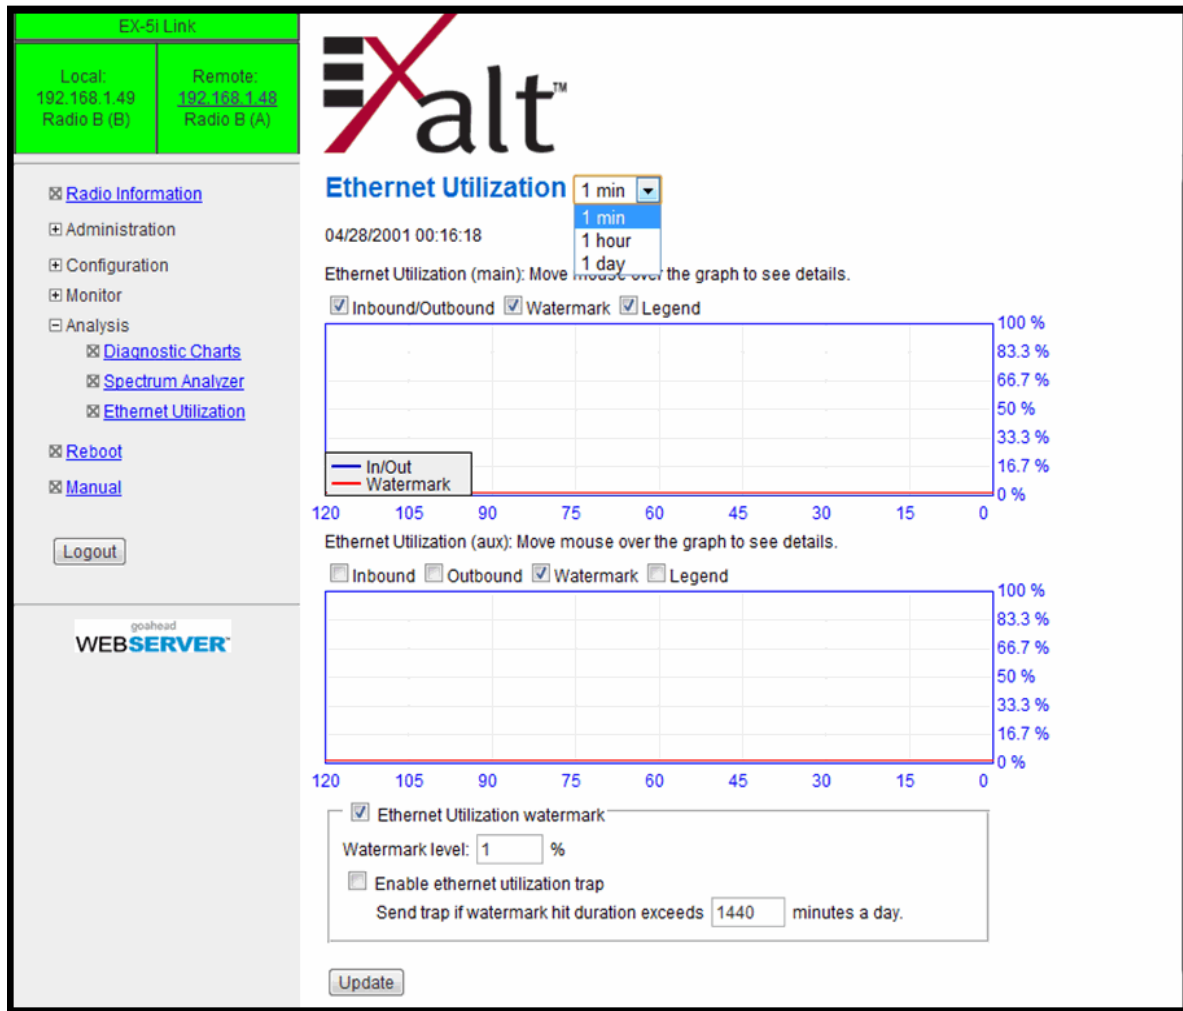 EX-5i Link
Local:
192.168.1.49
Radio B (B)
Remote:
192.168.1.48
Radio B (A)
Radio Information
Administration
Configuration
Monitor
Analysis
Diagnostic Charts
Spectrum Analyzer
Ethernet Utilization
Reboot
Manual
Logout
goahead
WEBSERVER
EXalt™
Ethernet Utilization 1 min
1 min
1 hour
1 day
04/28/2001 00:16:18
Ethernet Utilization (main): Move mouse over the graph to see details.
Inbound/Outbound Watermark Legend
100 %
83.3 %
66.7 %
50 %
33.3 %
16.7 %
0 %
In/Out
Watermark
120 105 90 75 60 45 30 15 0
Ethernet Utilization (aux): Move mouse over the graph to see details.
Inbound Outbound Watermark Legend
100 %
83.3 %
66.7 %
50 %
33.3 %
16.7 %
0 %
120 105 90 75 60 45 30 15 0
Ethernet Utilization watermark
Watermark level: 1 %
Enable ethernet utilization trap
Send trap if watermark hit duration exceeds 1440 minutes a day.
Update